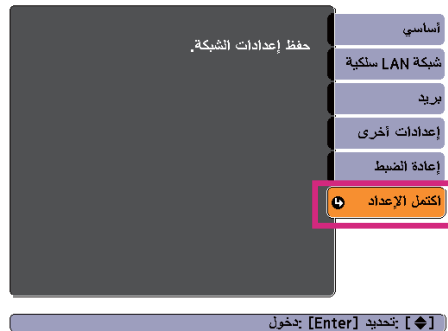 أساسي
شبكة LAN سلكية
بريد
إعدادات أخرى
إعادة الضبط
اكتمل الإعداد
حفظ إعدادات الشبكة.
[◆] :تحديد [Enter] :دخول